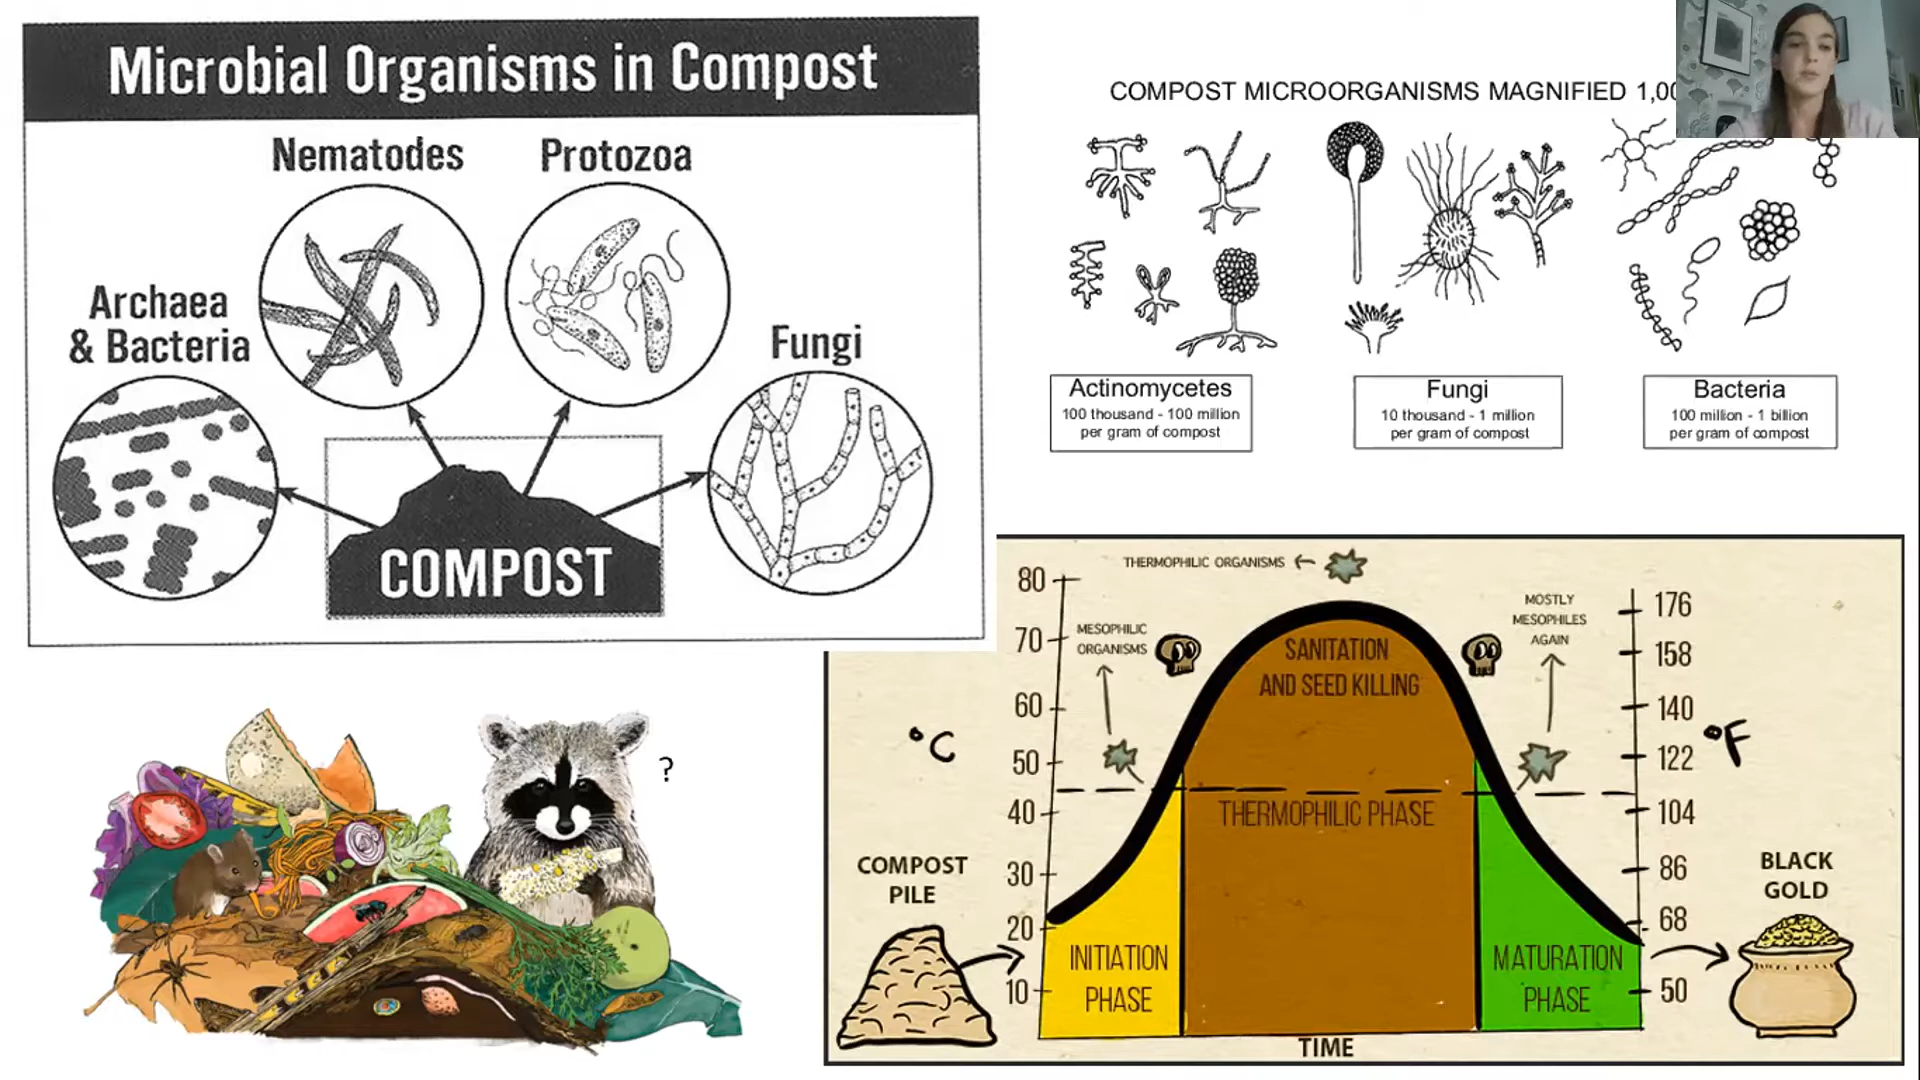 Microbial Organisms in Compost
Nematodes
Protozoa
Archaea
& Bacteria
Fungi
COMPOST
COMPOST MICROORGANISMS MAGNIFIED
Actinomycetes
100 thousand - 100 million
per gram of compost
Fungi
10 thousand - 1 million
per gram of compost
Bacteria
100 million - 1 billion
per gram of compost
?
THERMOPHILIC ORGANISMS
MESOPHILIC
ORGANISMS
MOSTLY
MESOPHILES
AGAIN
SANITATION
AND SEED KILLING
THERMOPHILIC PHASE
°C
80
70
60
50
40
30
20
10
°F
176
158
140
122
104
86
68
50
COMPOST
PILE
INITIATION
PHASE
MATURATION
PHASE
BLACK
GOLD
TIME